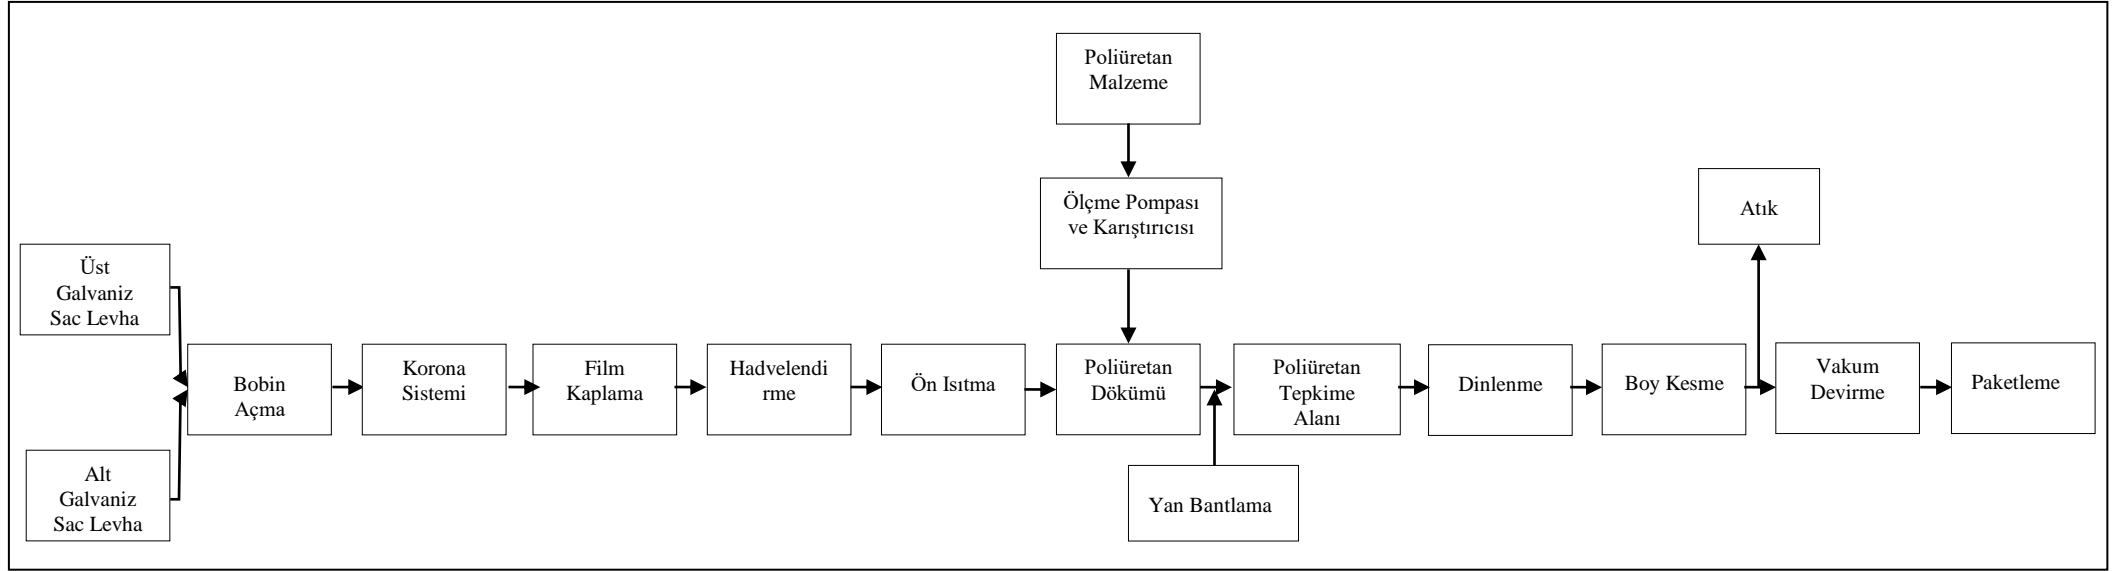 Poliüretan
Malzeme
Ölçme Pompası
ve Karıştırıcısı
Atık
Üst
Galvaniz
Sac Levha
Alt
Galvaniz
Sac Levha
Bobin
Açma
Korona
Sistemi
Film
Kaplama
Hadvelendi
rme
Ön Isıtma
Poliüretan
Dökümü
Yan Bantlama
Poliüretan
Tepkime
Alanı
Dinlenme
Boy Kesme
Vakum
Devirme
Paketleme